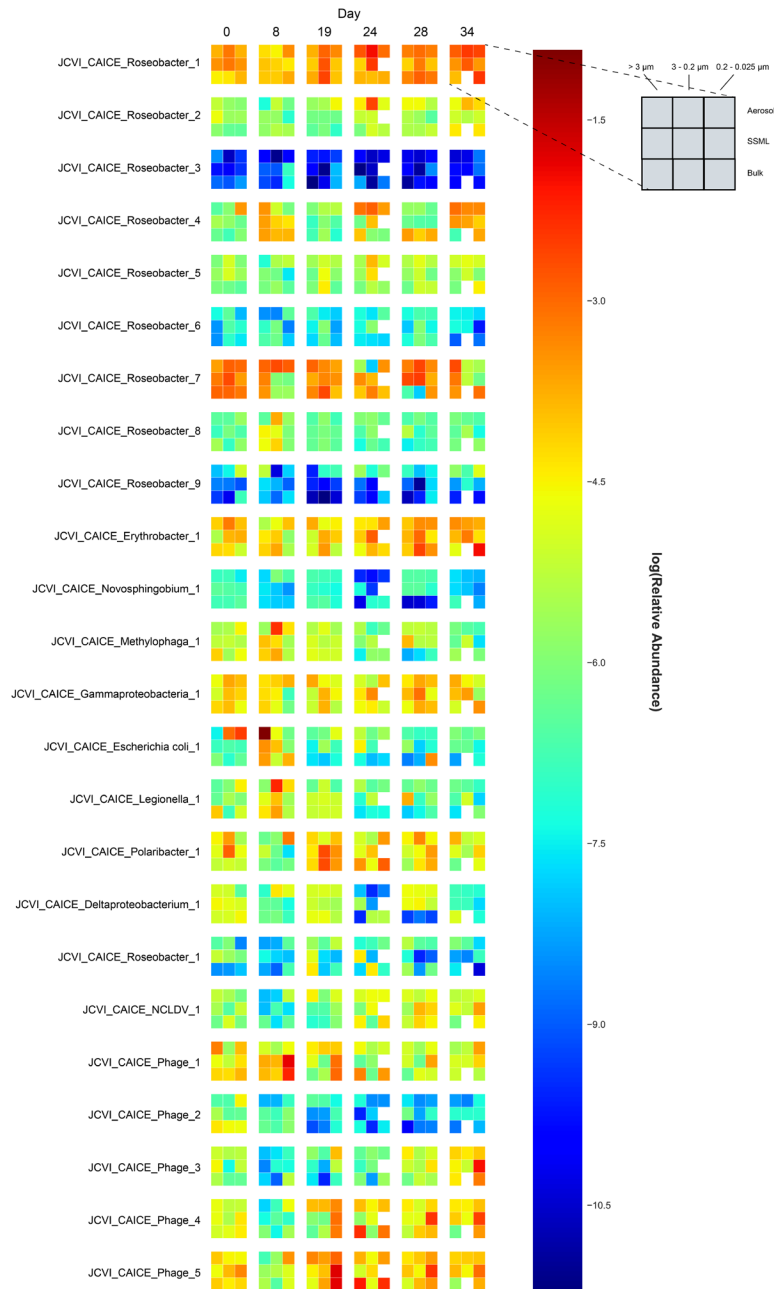 Day
0 8 19 24 28 34
> 3 µm 3 - 0.2 µm 0.2 - 0.025 µm
Aerosol
SSML
Bulk
JCVI_CAICE_Roseobacter_1
JCVI_CAICE_Roseobacter_2
JCVI_CAICE_Roseobacter_3
JCVI_CAICE_Roseobacter_4
JCVI_CAICE_Roseobacter_5
JCVI_CAICE_Roseobacter_6
JCVI_CAICE_Roseobacter_7
JCVI_CAICE_Roseobacter_8
JCVI_CAICE_Roseobacter_9
JCVI_CAICE_Erythrobacter_1
JCVI_CAICE_Novosphingobium_1
JCVI_CAICE_Methylophaga_1
JCVI_CAICE_Gammaproteobacteria_1
JCVI_CAICE_Escherichia coli_1
JCVI_CAICE_Legionella_1
JCVI_CAICE_Polaribacter_1
JCVI_CAICE_Deltaproteobacterium_1
JCVI_CAICE_Roseobacter_1
JCVI_CAICE_NCLDV_1
JCVI_CAICE_Phage_1
JCVI_CAICE_Phage_2
JCVI_CAICE_Phage_3
JCVI_CAICE_Phage_4
JCVI_CAICE_Phage_5
−1.5
−3.0
−4.5
−6.0
−7.5
−9.0
−10.5
log(Relative Abundance)